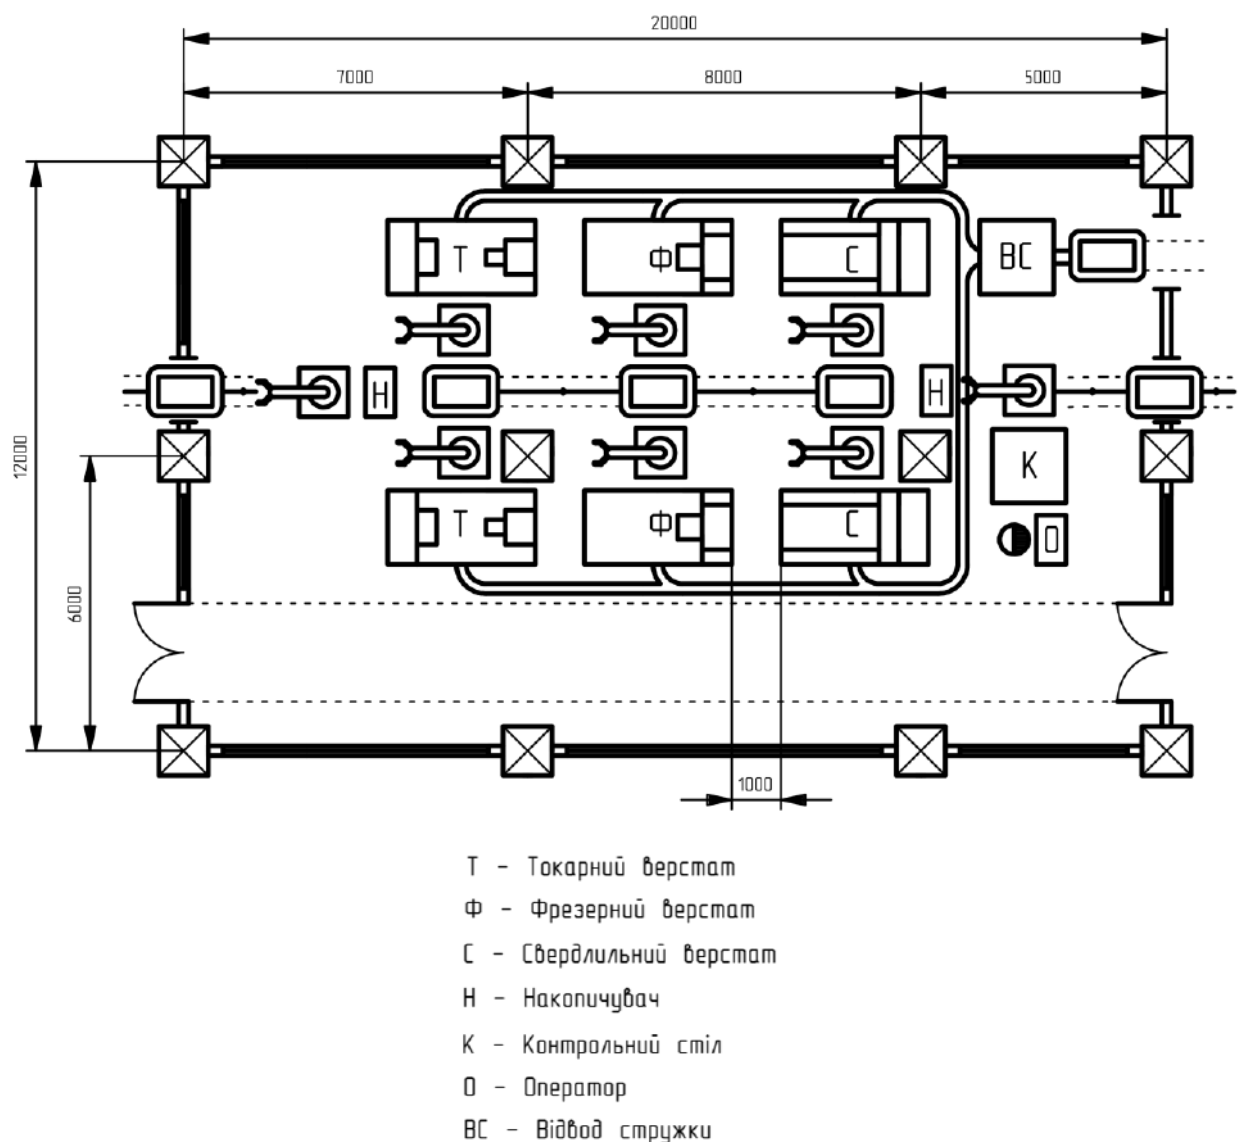 20000
7000 8000 5000
Т Ф С ВС
12000
Н Н
К
6000
Т Ф С О
1000
Т - Токарний верстат
Ф - Фрезерний верстат
С - Свердлильний верстат
Н - Накопичувач
К - Контрольний стіл
О - Оператор
ВС - Відвод стружки